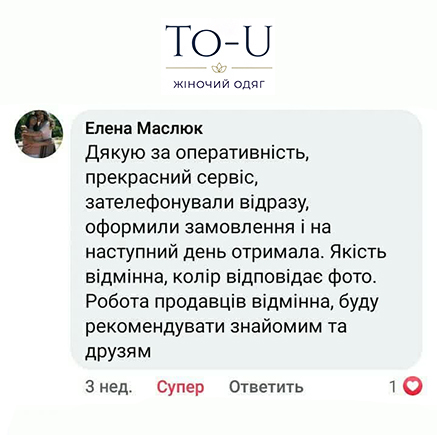 TO-U
ЖІНОЧИЙ ОДЯГ
Елена Маслюк
Дякую за оперативність,
прекрасний сервіс,
зателефонували відразу,
оформили замовлення і на
наступний день отримала. Якість
відмінна, колір відповідає фото.
Робота продавців відмінна, буду
рекомендувати знайомим та
друзям
3 нед. Супер Ответить 1